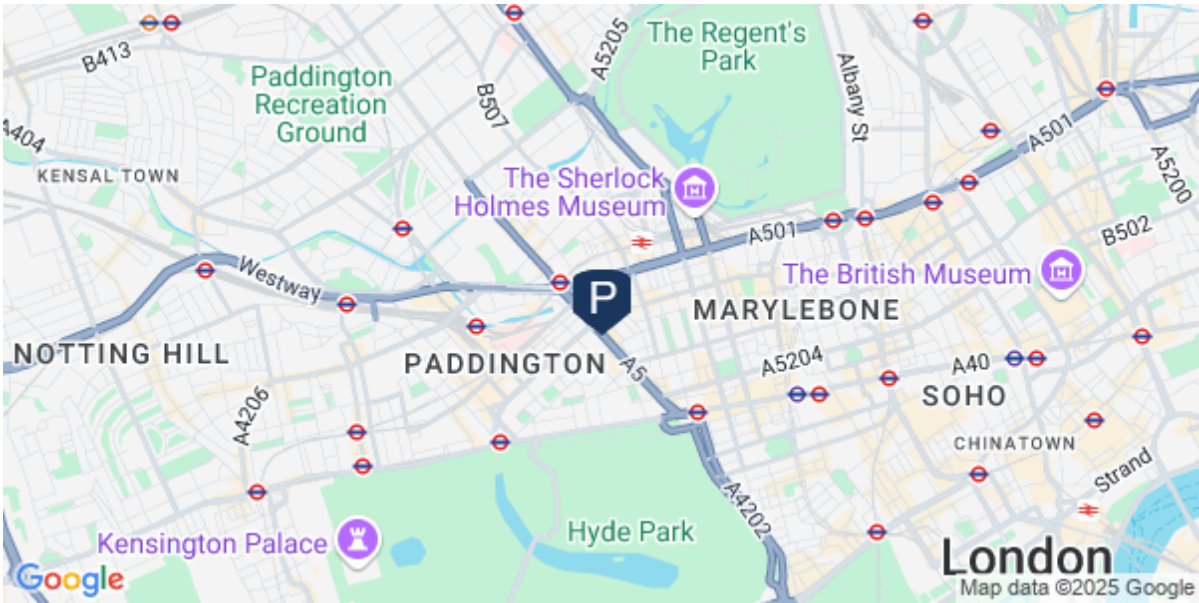 B413
Paddington
Recreation
Ground
B507
A5205
The Regent's
Park
Albany St
A501
A5200
A404
KENSAL TOWN
The Sherlock
Holmes Museum
A501
B502
Westway
The British Museum
P
MARYLEBONE
NOTTING HILL
PADDINGTON
A5
A5204
A40
SOHO
A4206
CHINATOWN
Strand
A4202
Hyde Park
Kensington Palace
London
Google
Map data ©2025 Google